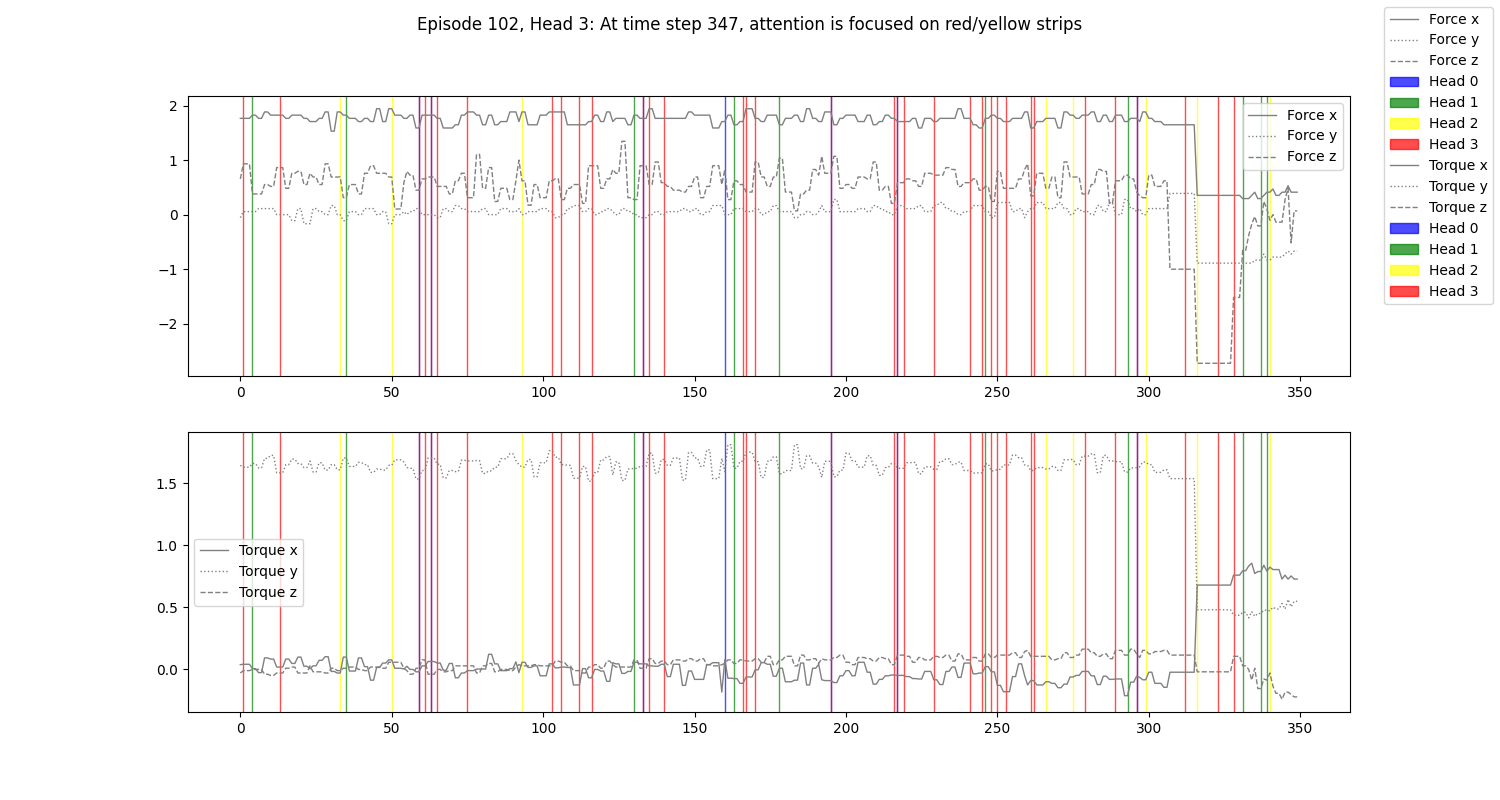 Episode 102, Head 3: At time step 347, attention is focused on red/yellow strips
Force x
Force y
Force z
Head 0
Head 1
Head 2
Head 3
Torque x
Torque y
Torque z
Head 0
Head 1
Head 2
Head 3
2
1
0
−1
−2
Force x
Force y
Force z
0 50 100 150 200 250 300 350
1.5
1.0
0.5
0.0
Torque x
Torque y
Torque z
0 50 100 150 200 250 300 350